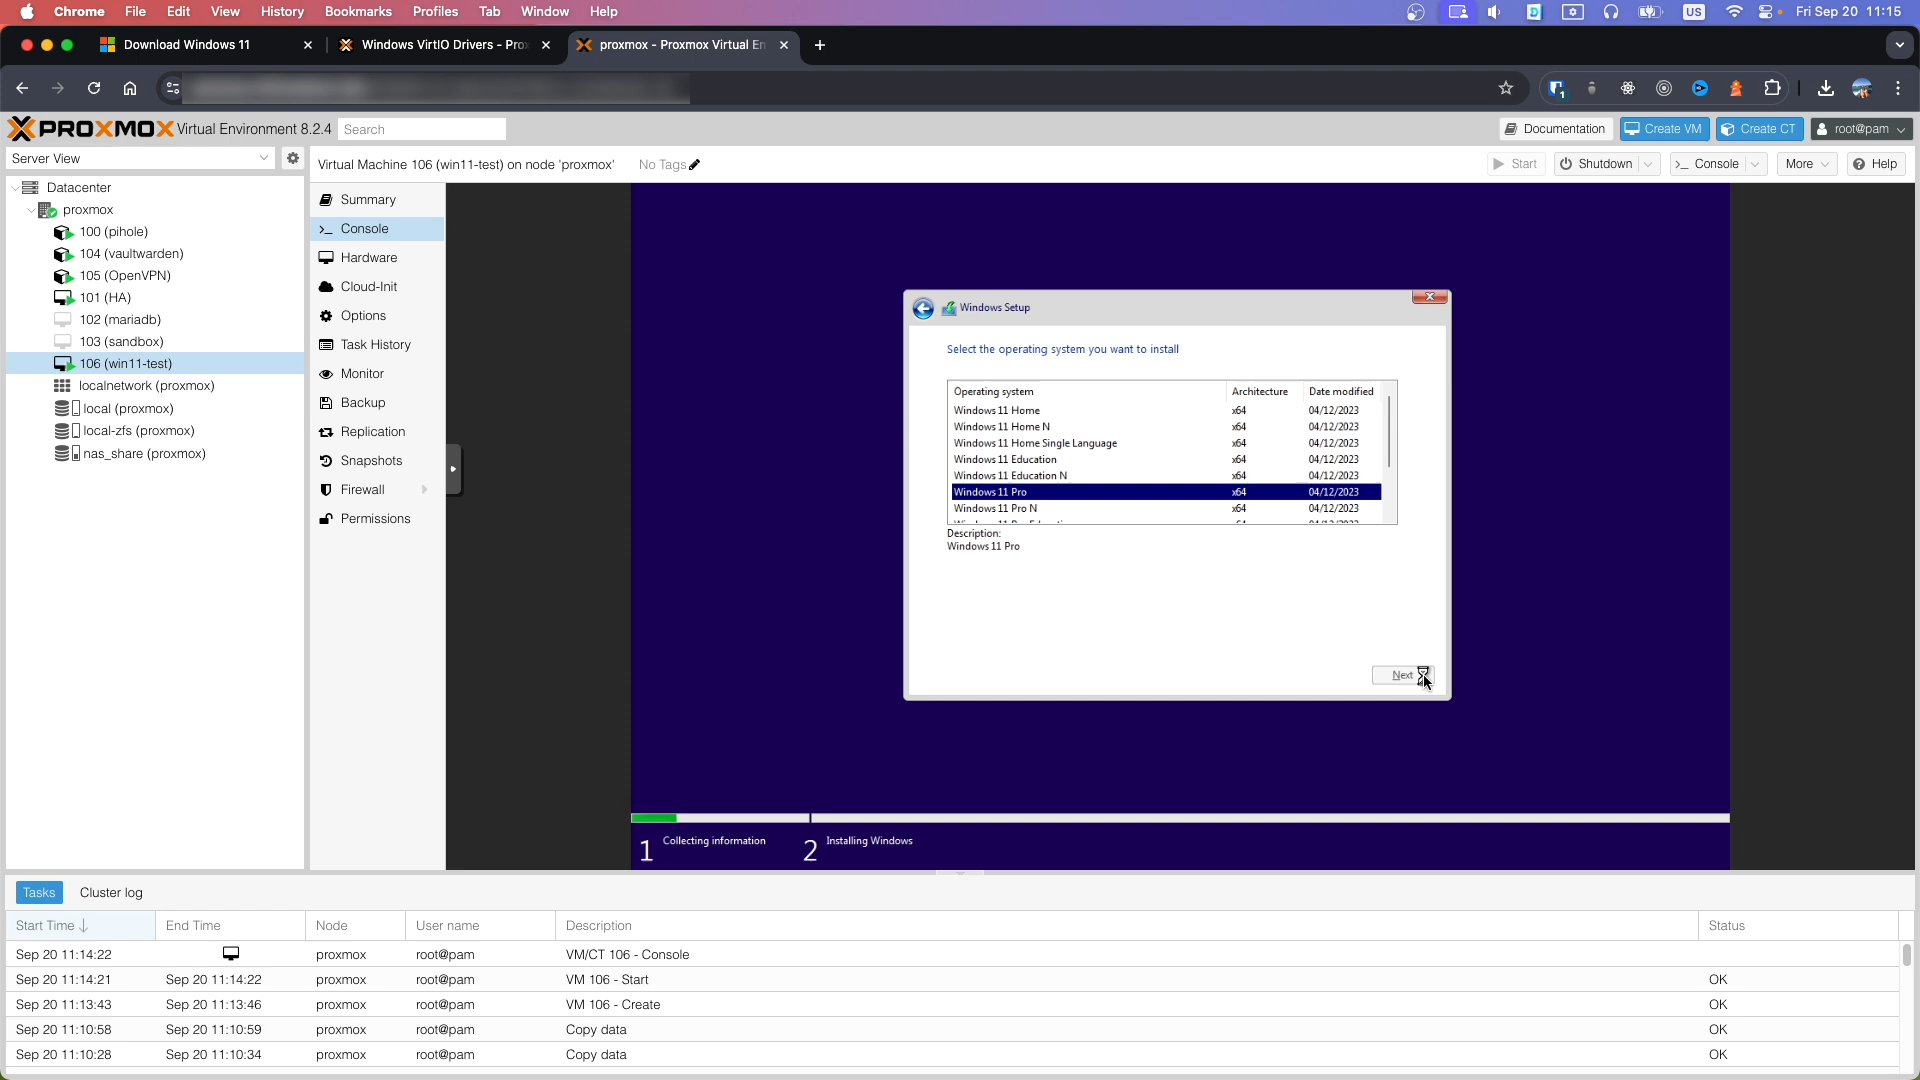 Chrome File Edit View History Bookmarks Profiles Tab Window Help US Fri Sep 20 11:15
Download Windows 11
Windows VirtIO Drivers - Pro
proxmox - Proxmox Virtual En
1
PROXMOX Virtual Environment 8.2.4 Search Documentation Create VM Create CT root@pam
Server View
Virtual Machine 106 (win11-test) on node 'proxmox' No Tags Start Shutdown >_ Console More Help
Datacenter
proxmox
100 (pihole)
104 (vaultwarden)
105 (OpenVPN)
101 (HA)
102 (mariadb)
103 (sandbox)
106 (win11-test)
localnetwork (proxmox)
local (proxmox)
local-zfs (proxmox)
nas_share (proxmox)
Summary
>_ Console
Hardware
Cloud-Init
Options
Task History
Monitor
Backup
Replication
Snapshots
Firewall
Permissions
Windows Setup
Select the operating system you want to install
Operating system Architecture Date modified
Windows 11 Home x64 04/12/2023
Windows 11 Home N x64 04/12/2023
Windows 11 Home Single Language x64 04/12/2023
Windows 11 Education x64 04/12/2023
Windows 11 Education N x64 04/12/2023
Windows 11 Pro x64 04/12/2023
Windows 11 Pro N x64 04/12/2023
Description:
Windows 11 Pro
Next
1 Collecting information 2 Installing Windows
Tasks Cluster log
Start Time End Time Node User name Description Status
Sep 20 11:14:22 proxmox root@pam VM/CT 106 - Console
Sep 20 11:14:21 Sep 20 11:14:22 proxmox root@pam VM 106 - Start OK
Sep 20 11:13:43 Sep 20 11:13:46 proxmox root@pam VM 106 - Create OK
Sep 20 11:10:58 Sep 20 11:10:59 proxmox root@pam Copy data OK
Sep 20 11:10:28 Sep 20 11:10:34 proxmox root@pam Copy data OK